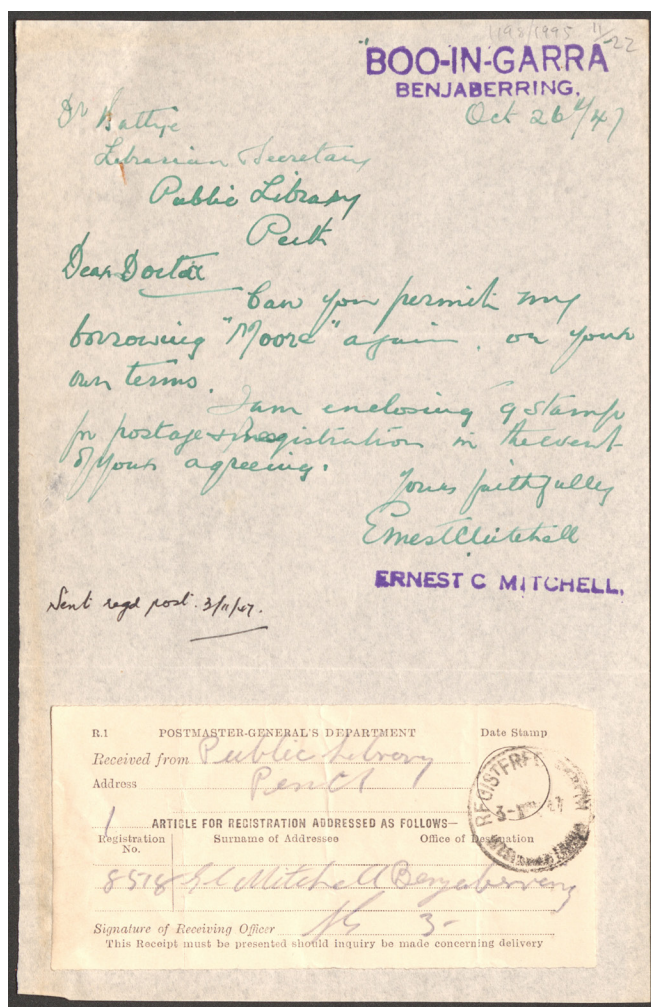 1198/1995 11-22
"BOO-IN-GARRA
BENJABERRING.
Oct 26th/47
Dr Battye
Librarian Secretary
Public Library
Perth
Dear Doctor
Can you permit my
borrowing "Moore" again, on your
own terms.
I am enclosing 9 stamp
for postage & registration in the event
of your agreeing.
Yours faithfully
Ernest C Mitchell
ERNEST C MITCHELL.
Sent regd post. 3/11/47.
R.1 POSTMASTER-GENERAL'S DEPARTMENT Date Stamp
Received from Public Library
Address Perth
1 ARTICLE FOR REGISTRATION ADDRESSED AS FOLLOWS—
Registration No. Surname of Addressee Office of Destination
8518 E C Mitchell Benjaberring
REGISTERED
3- 47
Signature of Receiving Officer 3-
This Receipt must be presented should inquiry be made concerning delivery